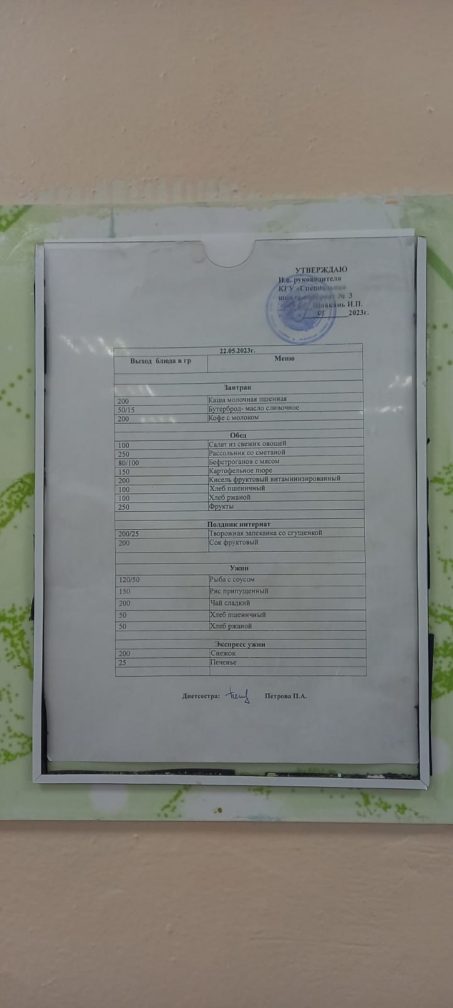 УТВЕРЖДАЮ
И.о. руководителя
КГУ «Специальная
№ 3
И.П.
2023г.
22.05.2023г.
Выход блюда в гр Меню
Завтрак
200 Каша молочная пшенная
50/15 Бутерброд- масло сливочное
200 Кофе с молоком
Обед
100 Салат из свежих овощей
250 Рассольник со сметаной
80/100 Бефстроганов с мясом
150 Картофельное пюре
200 Кисель фруктовый витаминизированный
100 Хлеб пшеничный
100 Хлеб ржаной
250 Фрукты
Полдник интернат
200/25 Творожная запеканка со сгущенкой
200 Сок фруктовый
Ужин
120/50 Рыба с соусом
150 Рис припущенный
200 Чай сладкий
50 Хлеб пшеничный
50 Хлеб ржаной
Экспресс ужин
200 Снежок
25 Печенье
Диетсестра: Петрова П.А.